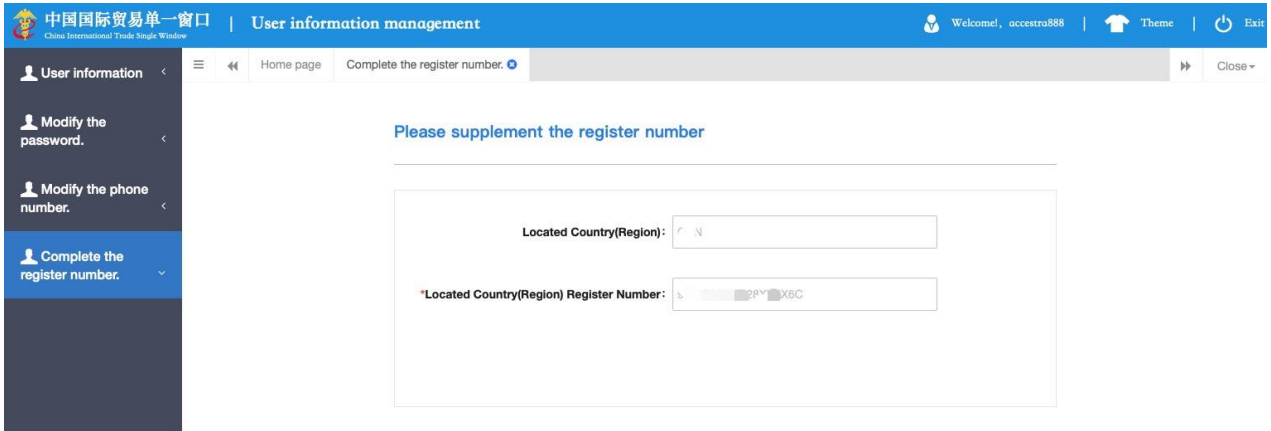 中国国际贸易单一窗口 | User information management
China International Trade Single Window
Welcome!, accestra888 | Theme | Exit
User information
Home page
Complete the register number.
Close
Modify the
password.
Modify the phone
number.
Complete the
register number.
Please supplement the register number
Located Country(Region):
*Located Country(Region) Register Number: